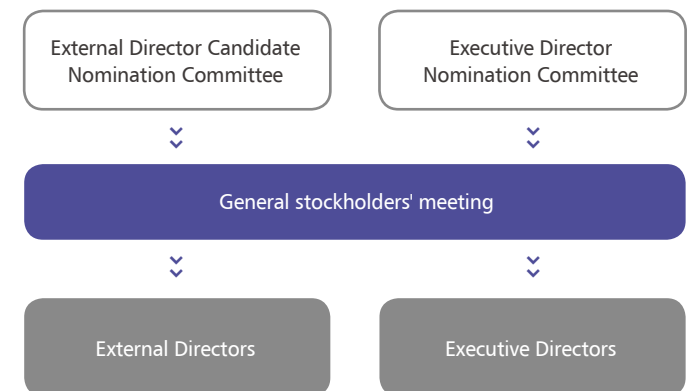 External Director Candidate
Nomination Committee
Executive Director
Nomination Committee
General stockholders' meeting
External Directors
Executive Directors